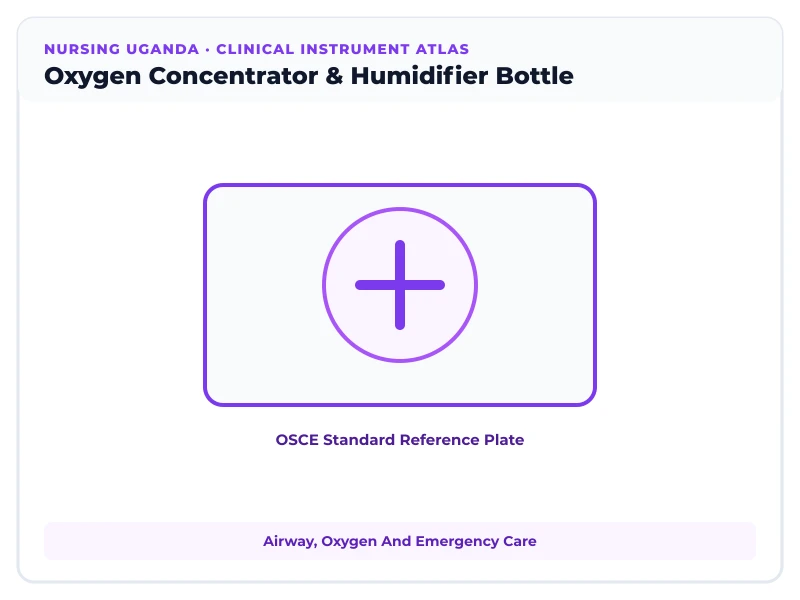 NURSING UGANDA · CLINICAL INSTRUMENT ATLAS
Oxygen Concentrator & Humidifier Bottle
OSCE Standard Reference Plate
Airway, Oxygen And Emergency Care